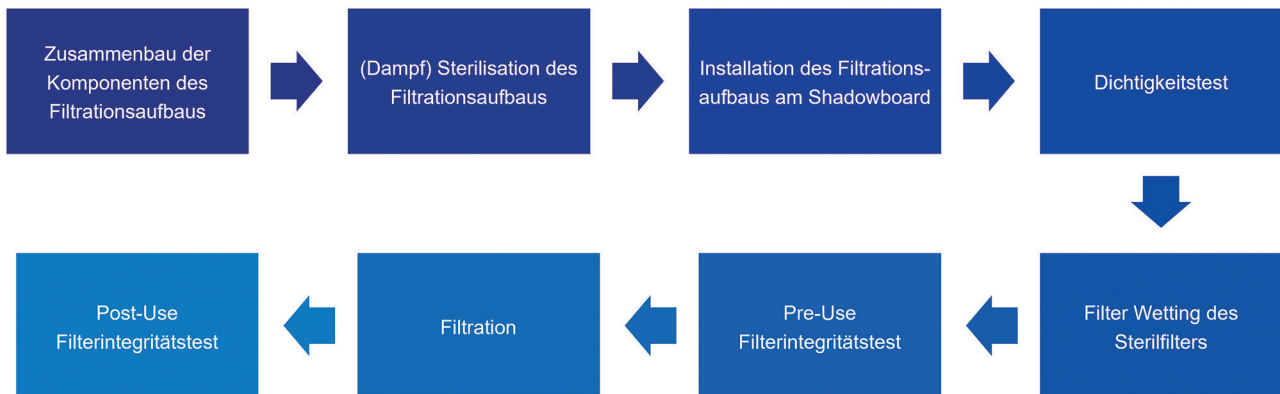 Zusammenbau der
Komponenten des
Filtrationsaufbaus
(Dampf) Sterilisation des
Filtrationsaufbaus
Installation des Filtrations-
aufbaus am Shadowboard
Dichtigkeitstest
Filter Wetting des
Sterilfilters
Pre-Use
Filterintegritätstest
Filtration
Post-Use
Filterintegritätstest